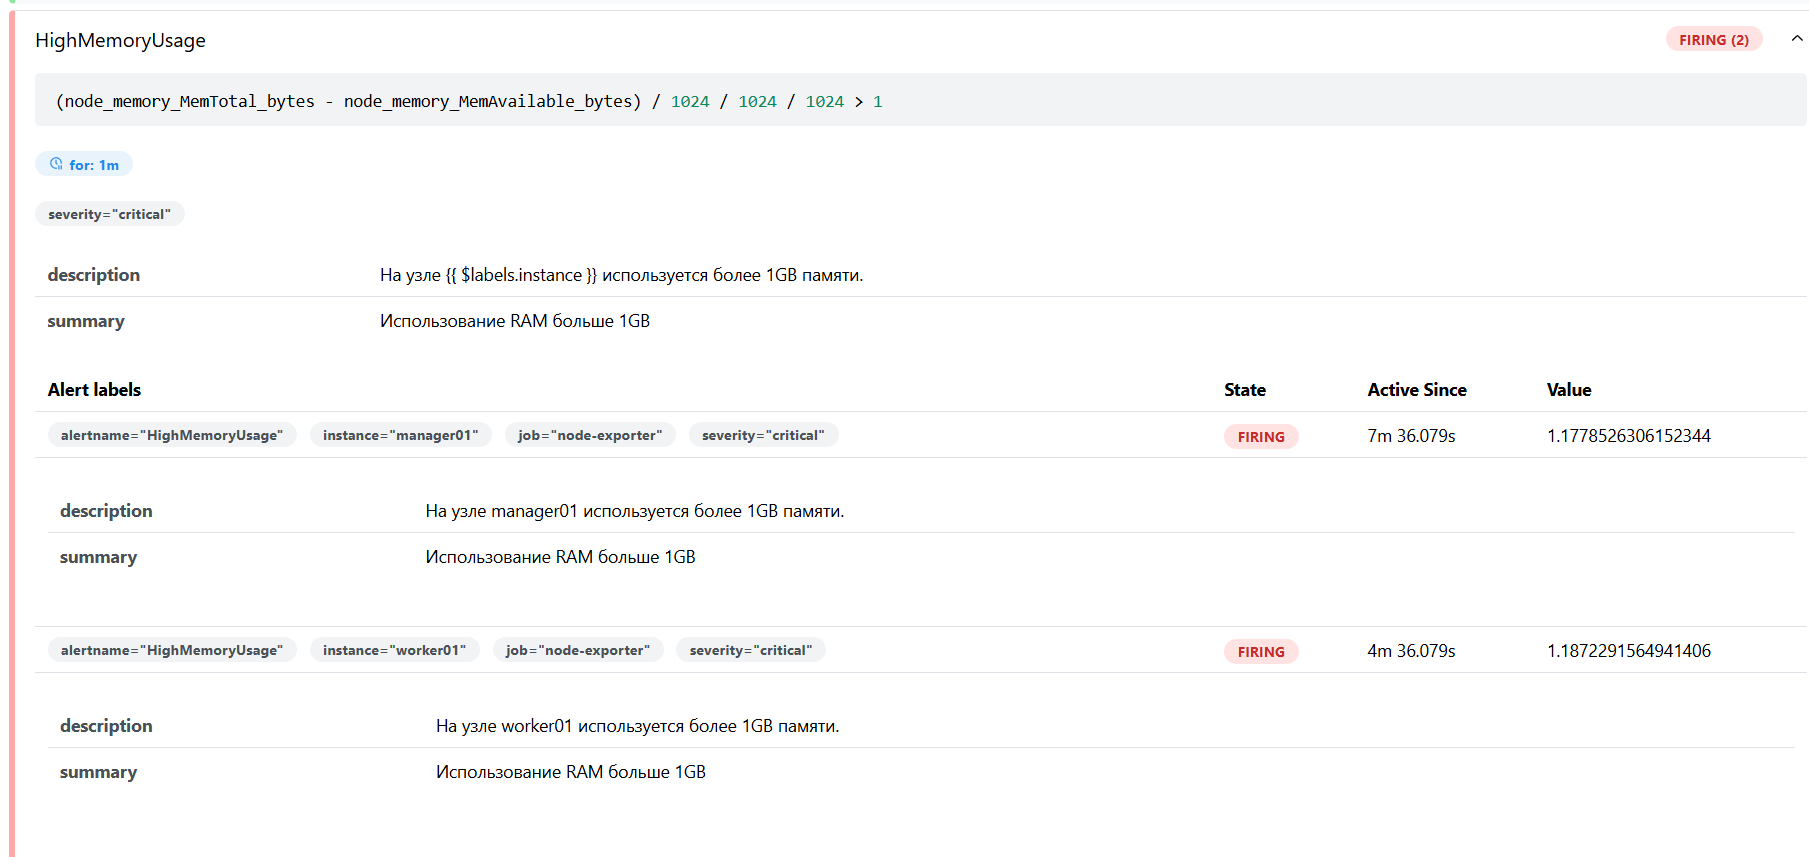 HighMemoryUsage FIRING (2)
(node_memory_MemTotal_bytes - node_memory_MemAvailable_bytes) / 1024 / 1024 / 1024 > 1
for: 1m
severity="critical"
description На узле {{ $labels.instance }} используется более 1GB памяти.
summary Использование RAM больше 1GB
Alert labels State Active Since Value
alertname="HighMemoryUsage" instance="manager01" job="node-exporter" severity="critical" FIRING 7m 36.079s 1.1778526306152344
description На узле manager01 используется более 1GB памяти.
summary Использование RAM больше 1GB
alertname="HighMemoryUsage" instance="worker01" job="node-exporter" severity="critical" FIRING 4m 36.079s 1.1872291564941406
description На узле worker01 используется более 1GB памяти.
summary Использование RAM больше 1GB